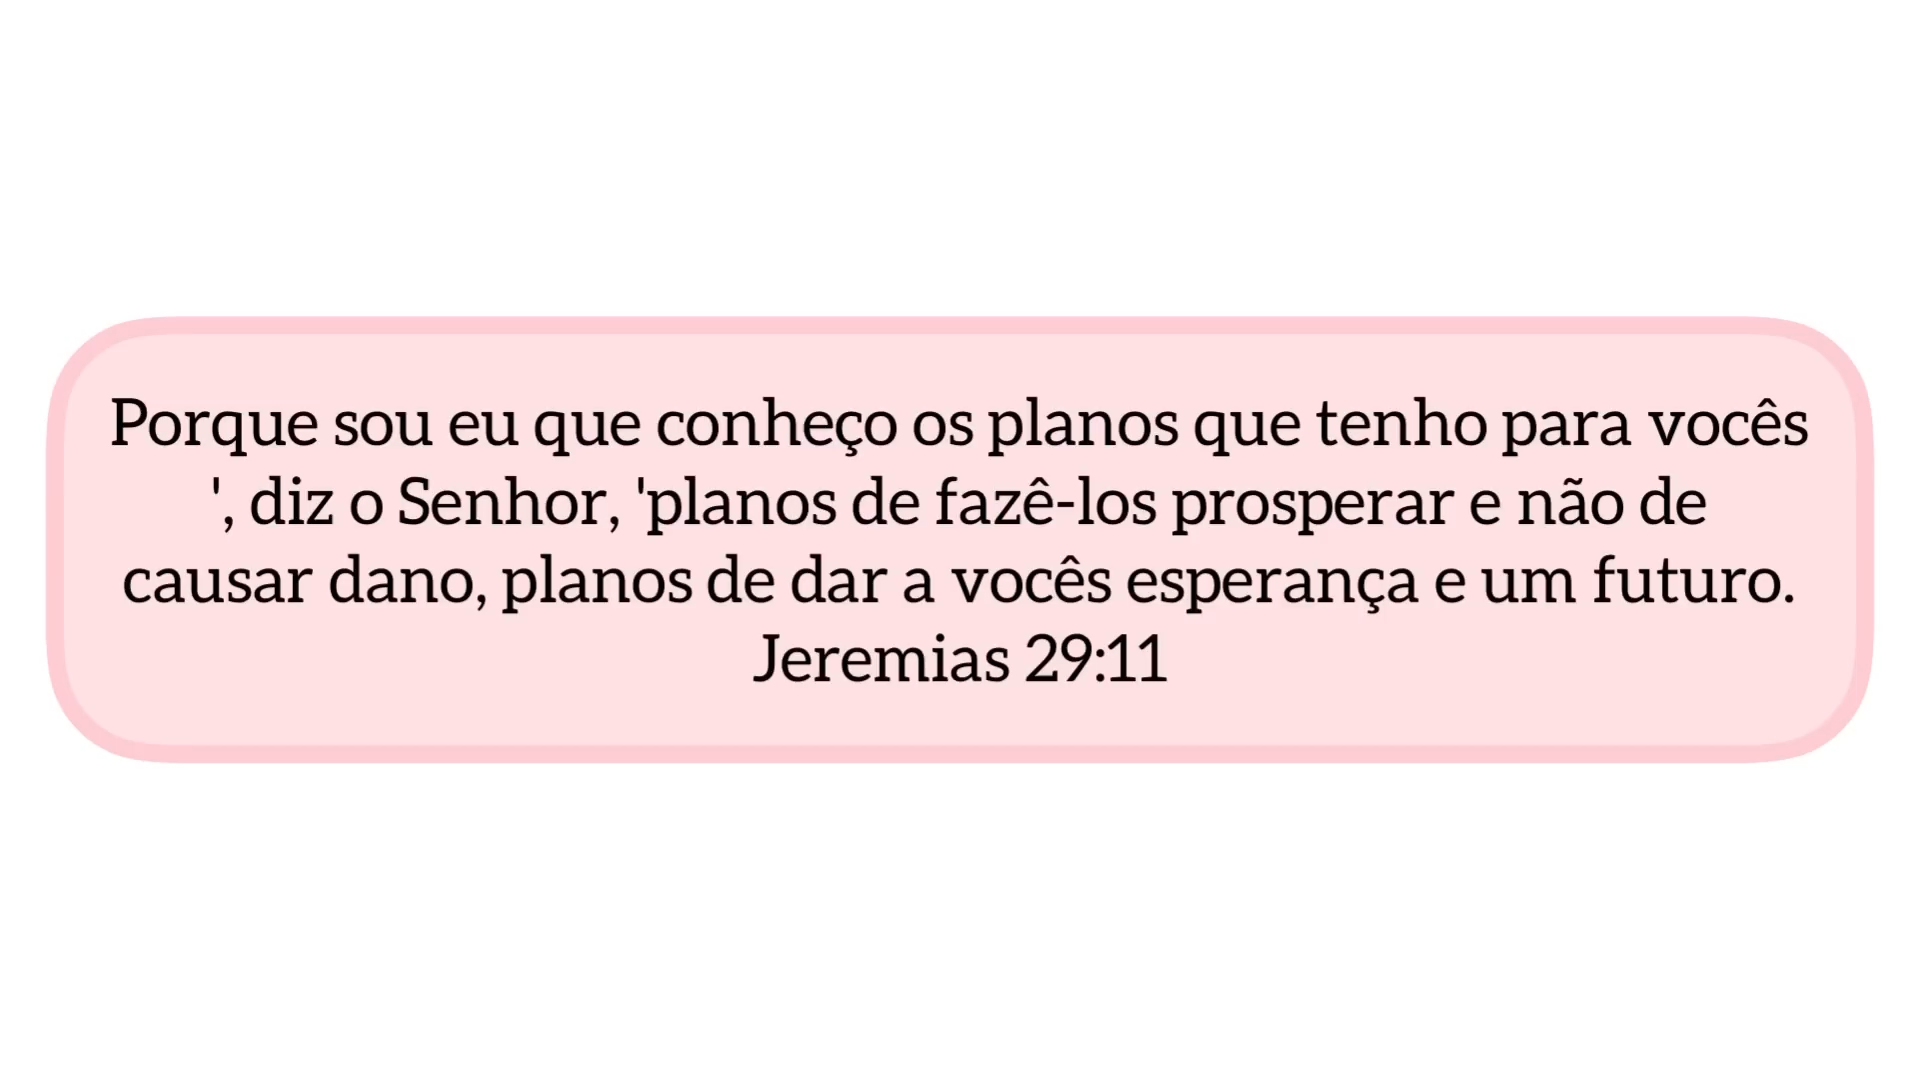 Porque sou eu que conheço os planos que tenho para vocês
', diz o Senhor, 'planos de fazê-los prosperar e não de
causar dano, planos de dar a vocês esperança e um futuro.
Jeremias 29:11